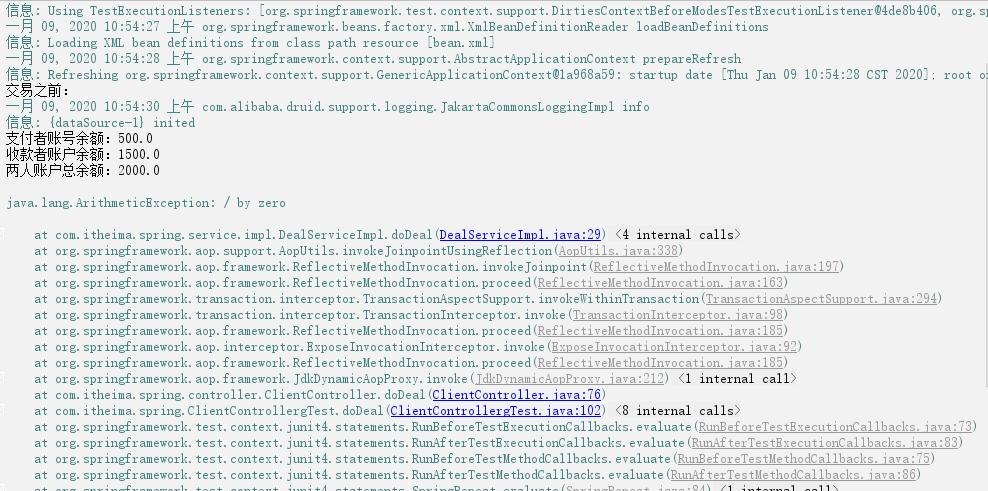 信息: Using TestExecutionListeners: [org.springframework.test.context.support.DirtiesContextBeforeModesTestExecutionListener@4de8b406, org.sp
一月 09, 2020 10:54:27 上午 org.springframework.beans.factory.xml.XmlBeanDefinitionReader loadBeanDefinitions
信息: Loading XML bean definitions from class path resource [bean.xml]
一月 09, 2020 10:54:28 上午 org.springframework.context.support.AbstractApplicationContext prepareRefresh
信息: Refreshing org.springframework.context.support.GenericApplicationContext@1a968a59: startup date [Thu Jan 09 10:54:28 CST 2020]; root o
交易之前:
一月 09, 2020 10:54:30 上午 com.alibaba.druid.support.logging.JakartaCommonsLoggingImpl info
信息: {dataSource-1} inited
支付者账号余额: 500.0
收款者账户余额: 1500.0
两人账户总余额: 2000.0
java.lang.ArithmeticException: / by zero
at com.itheima.spring.service.impl.DealServiceImpl.doDeal(DealServiceImpl.java:29) <4 internal calls>
at org.springframework.aop.support.AopUtils.invokeJoinpointUsingReflection(AopUtils.java:338)
at org.springframework.aop.framework.ReflectiveMethodInvocation.invokeJoinpoint(ReflectiveMethodInvocation.java:197)
at org.springframework.aop.framework.ReflectiveMethodInvocation.proceed(ReflectiveMethodInvocation.java:163)
at org.springframework.transaction.interceptor.TransactionAspectSupport.invokeWithinTransaction(TransactionAspectSupport.java:294)
at org.springframework.transaction.interceptor.TransactionInterceptor.invoke(TransactionInterceptor.java:98)
at org.springframework.aop.framework.ReflectiveMethodInvocation.proceed(ReflectiveMethodInvocation.java:185)
at org.springframework.aop.interceptor.ExposeInvocationInterceptor.invoke(ExposeInvocationInterceptor.java:92)
at org.springframework.aop.framework.ReflectiveMethodInvocation.proceed(ReflectiveMethodInvocation.java:185)
at org.springframework.aop.framework.JdkDynamicAopProxy.invoke(JdkDynamicAopProxy.java:212) <1 internal call>
at com.itheima.spring.controller.ClientController.doDeal(ClientController.java:76)
at com.itheima.spring.ClientControllergTest.doDeal(ClientControllergTest.java:102) <8 internal calls>
at org.springframework.test.context.junit4.statements.RunBeforeTestExecutionCallbacks.evaluate(RunBeforeTestExecutionCallbacks.java:73)
at org.springframework.test.context.junit4.statements.RunAfterTestExecutionCallbacks.evaluate(RunAfterTestExecutionCallbacks.java:83)
at org.springframework.test.context.junit4.statements.RunBeforeTestMethodCallbacks.evaluate(RunBeforeTestMethodCallbacks.java:75)
at org.springframework.test.context.junit4.statements.RunAfterTestMethodCallbacks.evaluate(RunAfterTestMethodCallbacks.java:86)
at org.springframework.test.context.junit4.statements.SpringRepeat.evaluate(SpringRepeat.java:84) <1 internal call>